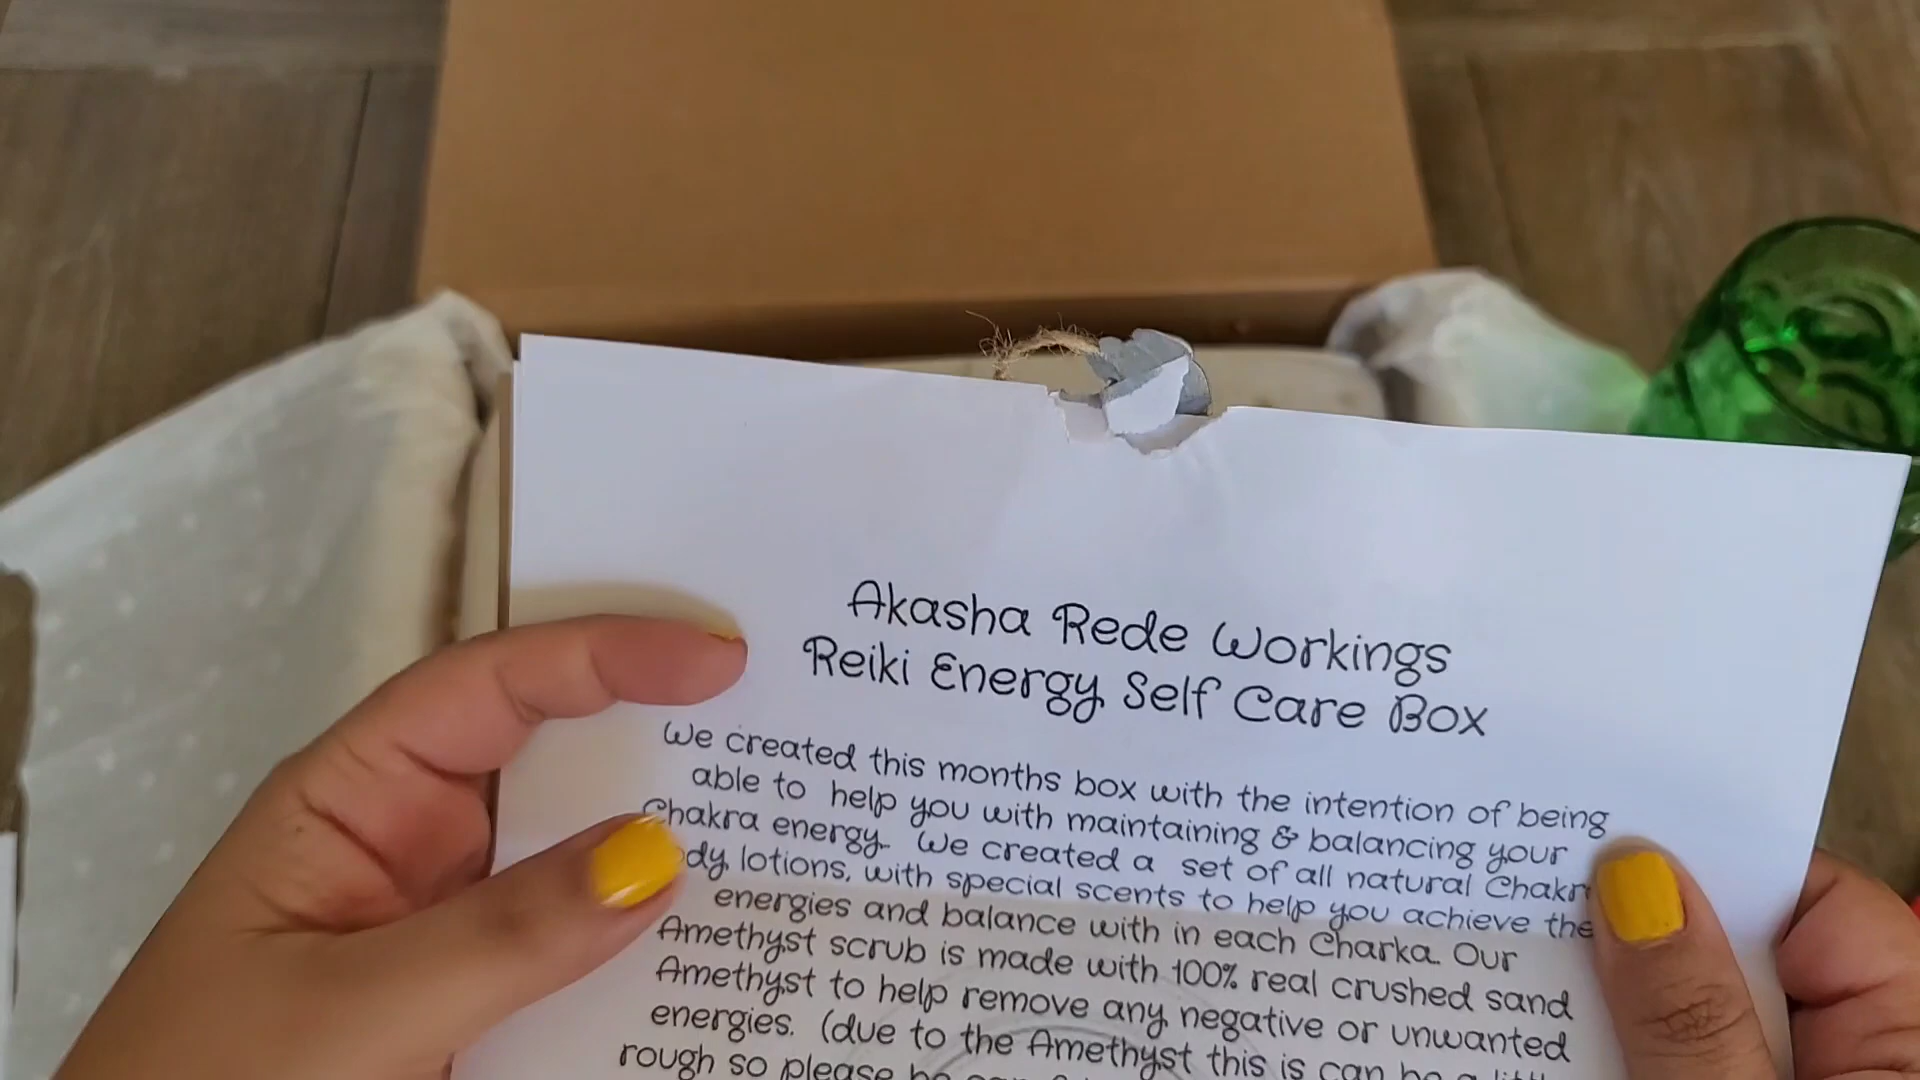 Akasha Rede Workings
Reiki Energy Self Care Box
We created this months box with the intention of being
able to help you with maintaining & balancing your
Chakra energy. We created a set of all natural Chakr
ody lotions, with special scents to help you achieve the
energies and balance with in each Charka. Our
Amethyst scrub is made with 100% real crushed sand
Amethyst to help remove any negative or unwanted
energies. (due to the Amethyst this is can be a
rough so please